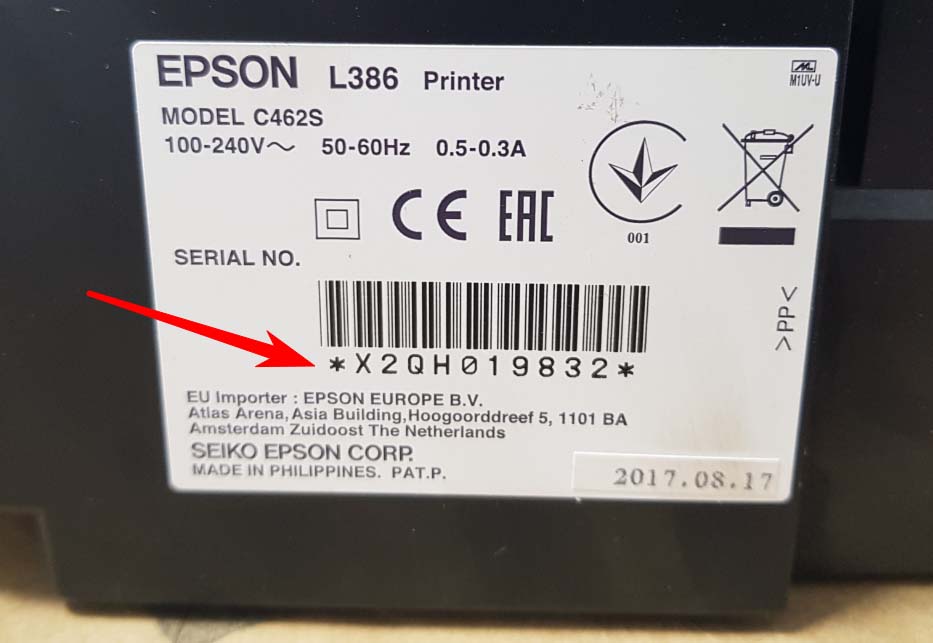 EPSON L386 Printer
MODEL C462S
100-240V～ 50-60Hz 0.5-0.3A
M1UV-U
CE EAC
001
SERIAL NO.
*X2QH019832*
>PP<
EU Importer : EPSON EUROPE B.V.
Atlas Arena, Asia Building, Hoogoorddreef 5, 1101 BA
Amsterdam Zuidoost The Netherlands
SEIKO EPSON CORP.
MADE IN PHILIPPINES. PAT.P.
2017.08.17